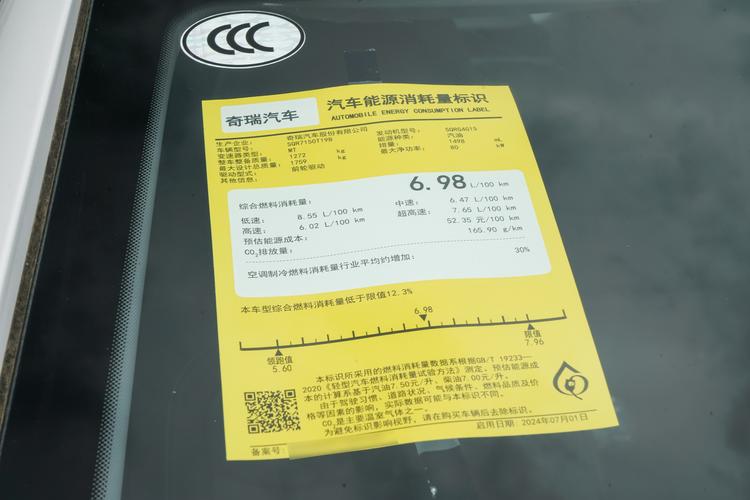 CCC
奇瑞汽车
汽车能源消耗量标识
AUTOMOBILE ENERGY CONSUMPTION LABEL
生产企业: 奇瑞汽车股份有限公司
车辆型号: SQR7150T19B 发动机型号: SQRG4G15
变速器类型: MT 能源种类: 汽油
整车整备质量: 1272 kg 排量: 1498 mL
最大设计总质量: 1759 kg 最大净功率: 80 kW
驱动型式: 前轮驱动
其他信息:
综合燃料消耗量: 6.98 L/100 km
低速: 8.55 L/100 km 中速: 6.47 L/100 km
高速: 6.02 L/100 km 超高速: 7.65 L/100 km
预估能源成本: 52.35 元/100 km
CO₂排放量: 165.90 g/km
空调制冷燃料消耗量行业平均约增加: 30%
本车型综合燃料消耗量低于限值12.3%
6.98
领跑值 限值
5.60 7.96
本标识所采用的燃料消耗量数据系根据GB/T 19233—
2020《轻型汽车燃料消耗量试验方法》测定。预估能源成
本的计算系基于汽油7.50元/升、柴油7.00元/升。
由于驾驶习惯、道路状况、气候条件、燃料品质及价
格等因素的影响，实际数据可能与本标识不同。
CO₂是主要温室气体之一。
为避免标识影响视野，请在购买车辆后去除标识。
备案号: 启用日期: 2024年07月01日